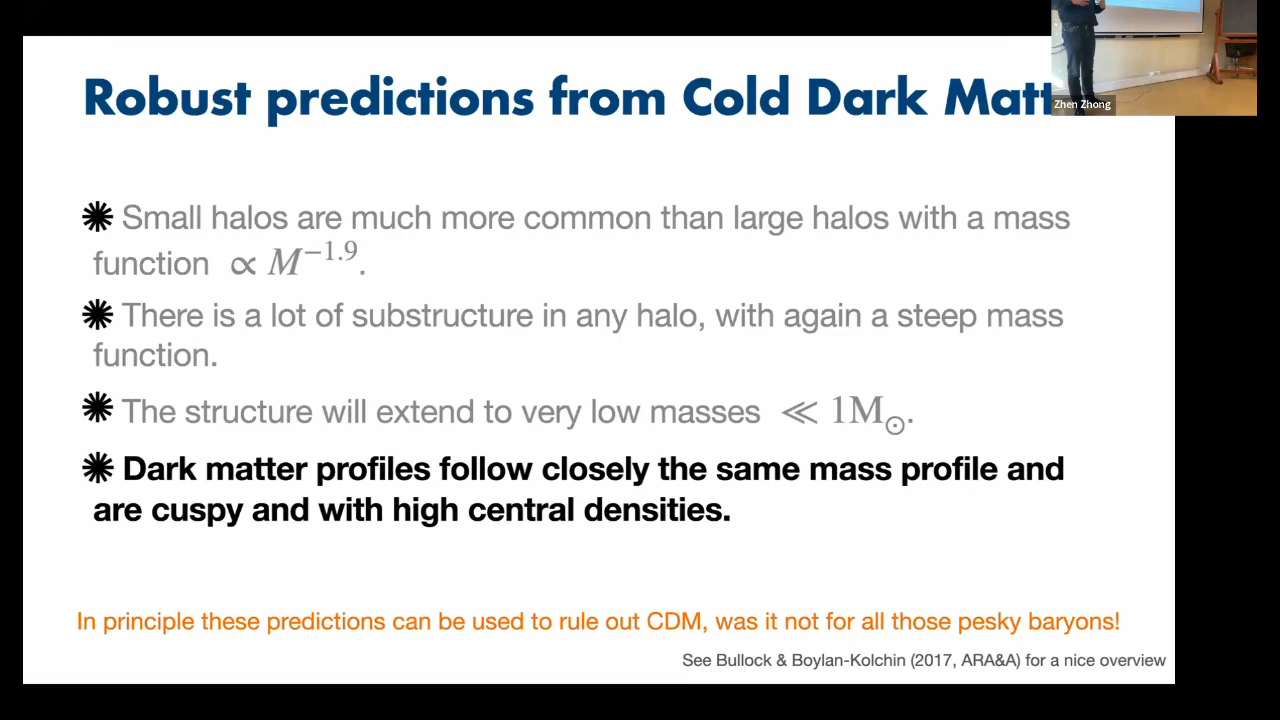 Robust predictions from Cold Dark Matt
Zhen Zhong
✹ Small halos are much more common than large halos with a mass
function ∝ M^−1.9.
✹ There is a lot of substructure in any halo, with again a steep mass
function.
✹ The structure will extend to very low masses ≪ 1M_⊙.
✹ Dark matter profiles follow closely the same mass profile and
are cuspy and with high central densities.
In principle these predictions can be used to rule out CDM, was it not for all those pesky baryons!
See Bullock & Boylan-Kolchin (2017, ARA&A) for a nice overview